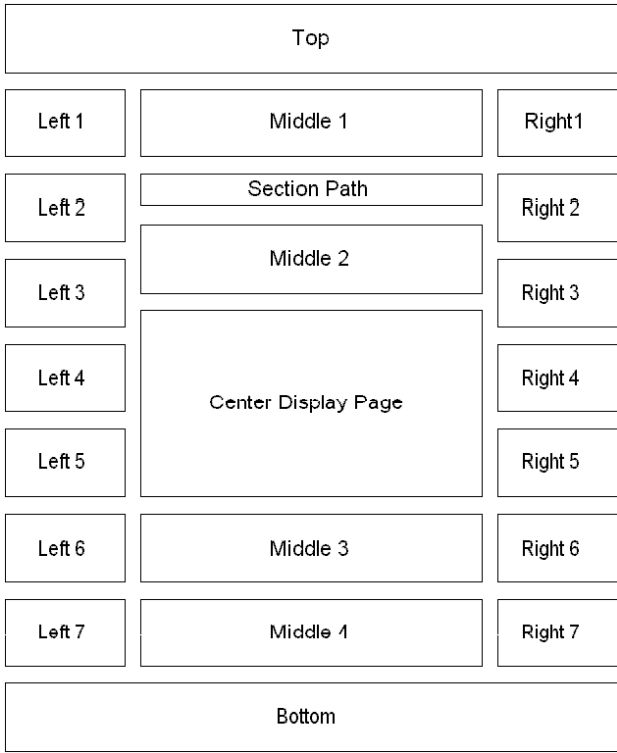 Top
Left 1
Middle 1
Right1
Section Path
Left 2
Right 2
Middle 2
Left 3
Right 3
Left 4
Center Display Page
Right 4
Left 5
Right 5
Left 6
Middle 3
Right 6
Left 7
Middle 4
Right 7
Bottom